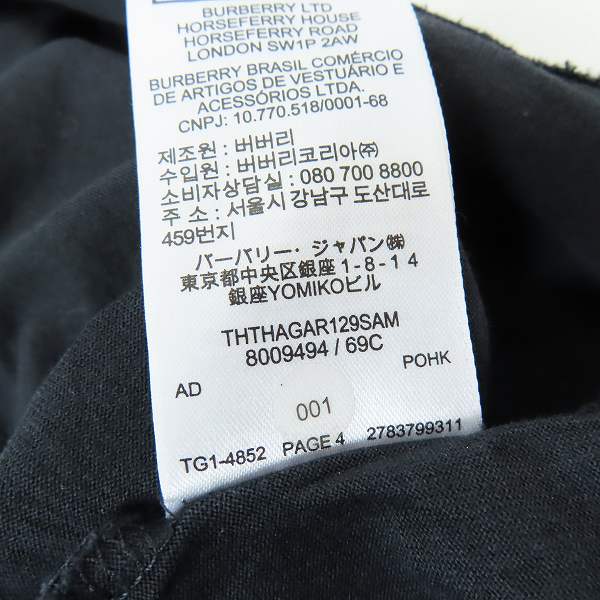 BURBERRY LTD
HORSEFERRY HOUSE
HORSEFERRY ROAD
LONDON SW1P 2AW
BURBERRY BRASIL COMÉRCIO
DE ARTIGOS DE VESTUÁRIO E
ACESSÓRIOS LTDA.
CNPJ: 10.770.518/0001-68
제조원 : 버버리
수입원 : 버버리코리아㈜
소비자상담실 : 080 700 8800
주 소 : 서울시 강남구 도산대로
459번지
バーバリー・ジャパン㈱
東京都中央区銀座1-8-14
銀座YOMIKOビル
THTHAGAR129SAM
8009494 / 69C
AD POHK
001
TG1-4852 PAGE 4 2783799311